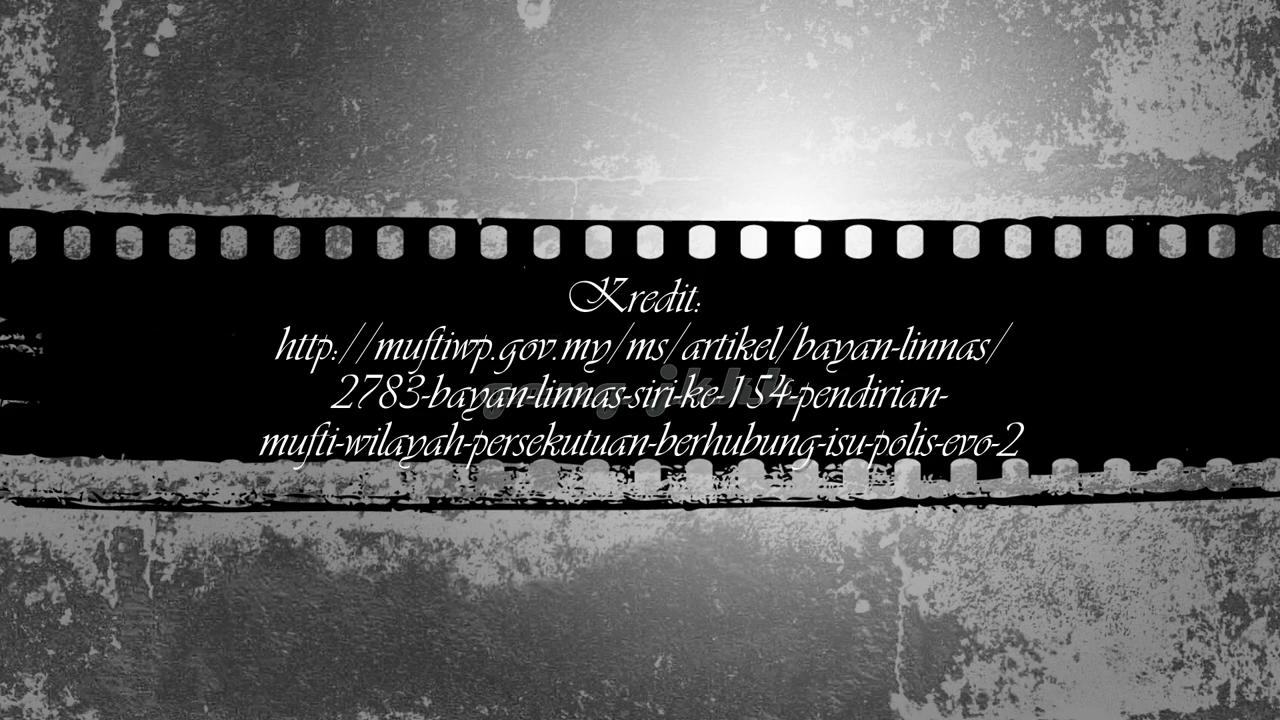 Kredit:
http://muftiwp.gov.my/ms/artikel/bayan-linnas/
2783-bayan-linnas-siri-ke-154-pendirian-
mufti-wilayah-persekutuan-berhubung-isu-polis-evo-2